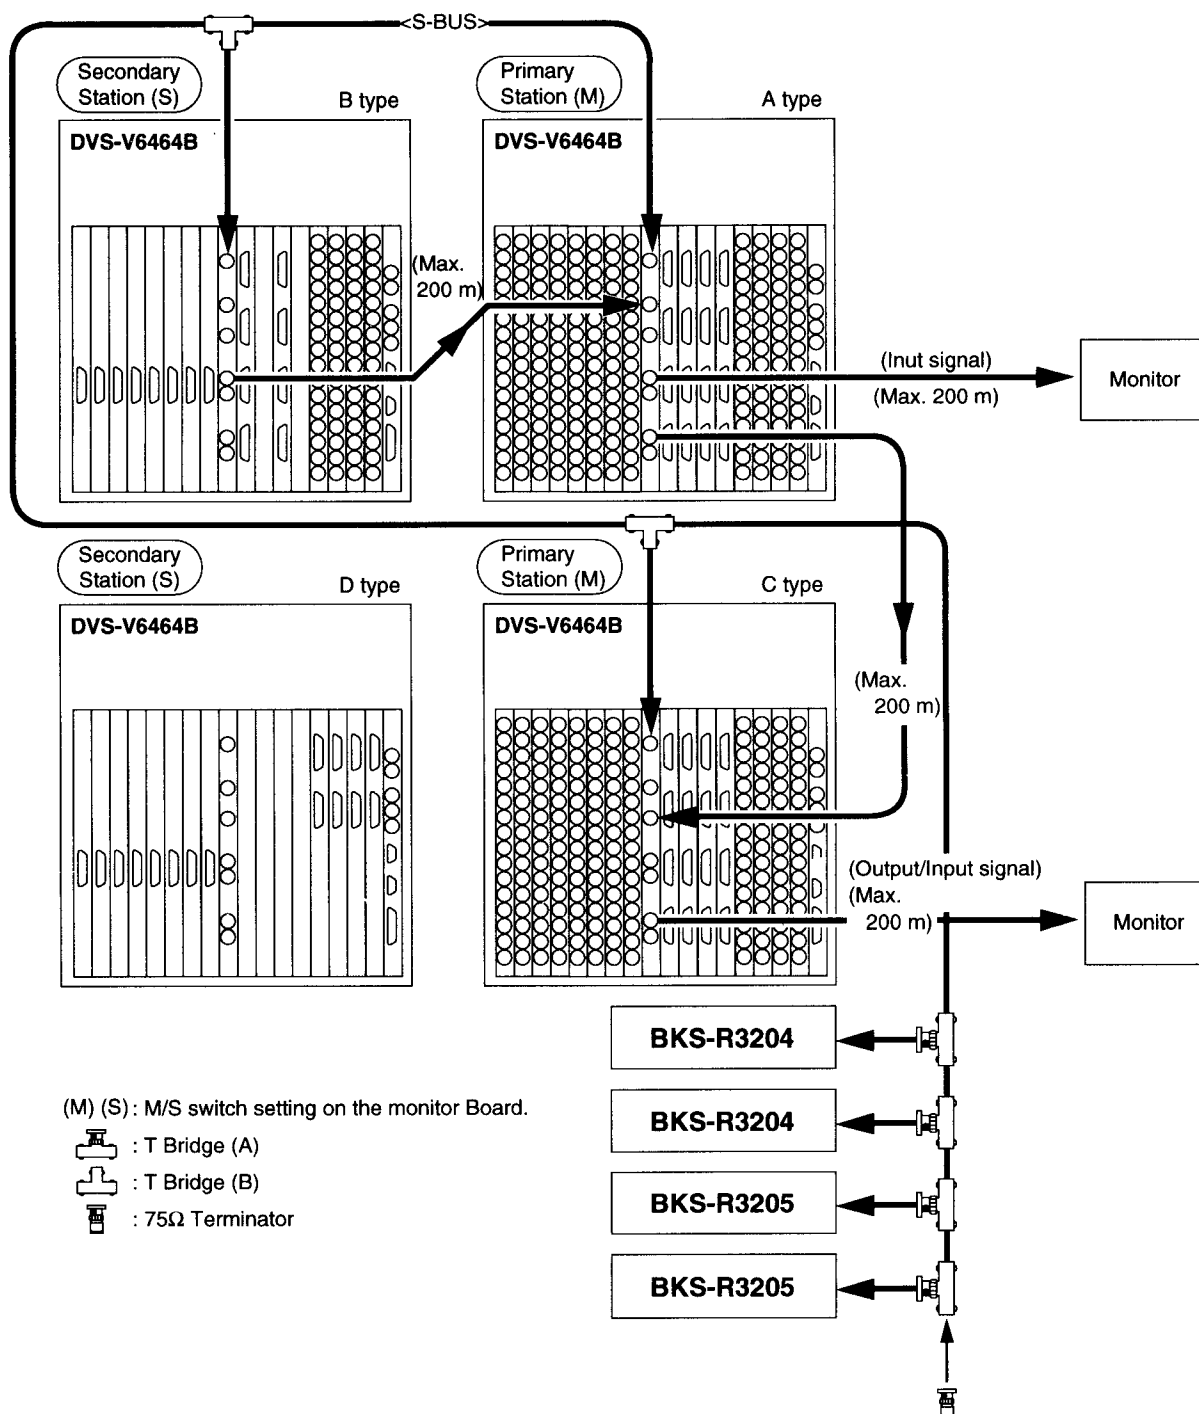 <S-BUS>
Secondary
Station (S)
B type
DVS-V6464B
Primary
Station (M)
A type
DVS-V6464B
(Max.
200 m)
(Inut signal)
(Max. 200 m)
Monitor
Secondary
Station (S)
D type
DVS-V6464B
Primary
Station (M)
C type
DVS-V6464B
(Max.
200 m)
(Output/Input signal)
(Max.
200 m)
Monitor
BKS-R3204
BKS-R3204
BKS-R3205
BKS-R3205
(M) (S) : M/S switch setting on the monitor Board.
: T Bridge (A)
: T Bridge (B)
: 75Ω Terminator